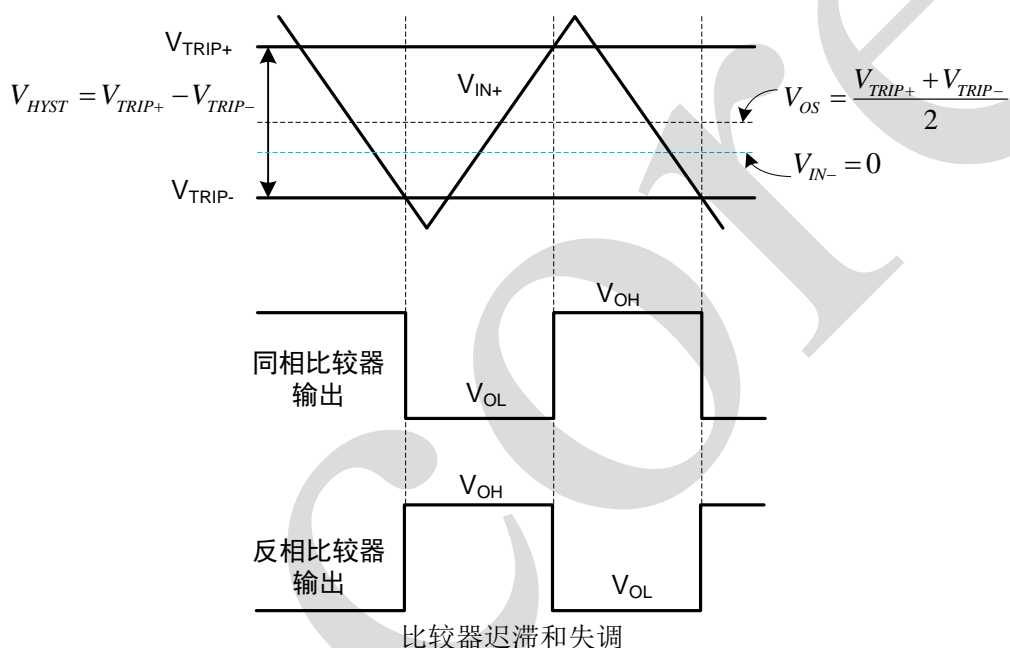 V_TRIP+
V_IN+
V_HYST = V_TRIP+ − V_TRIP−
V_OS = (V_TRIP+ + V_TRIP−) / 2
V_IN− = 0
V_TRIP-
V_OH
同相比较器
输出
V_OL
V_OH
反相比较器
输出
V_OL
比较器迟滞和失调
core